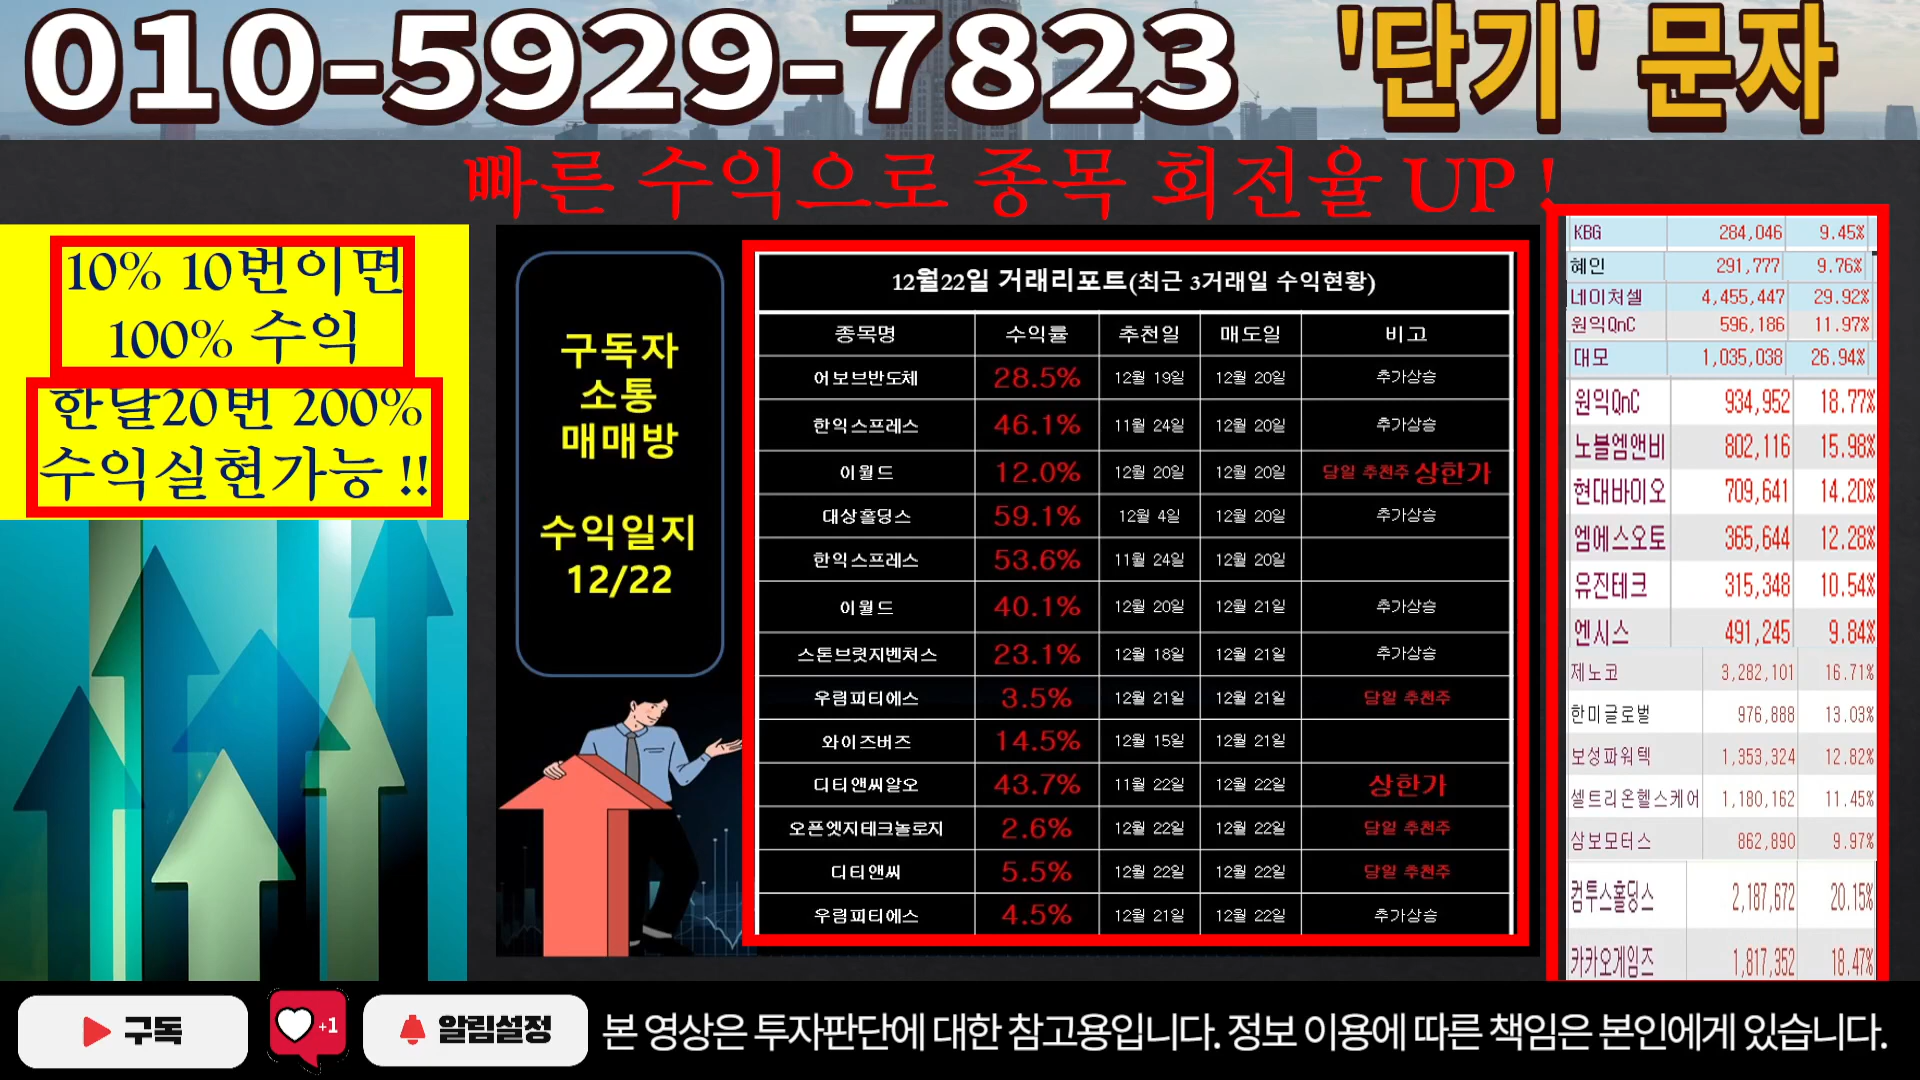 010-5929-7823 '단기' 문자
빠른 수익으로 종목 회전율 UP !
10% 10번이면
100% 수익
한달20번 200%
수익실현가능 !!
구독자
소통
매매방
수익일지
12/22
12월22일 거래리포트(최근 3거래일 수익현황)
종목명 수익률 추천일 매도일 비고
어보브반도체 28.5% 12월 19일 12월 20일 추가상승
한익스프레스 46.1% 11월 24일 12월 20일 추가상승
이월드 12.0% 12월 20일 12월 20일 당일 추천주 상한가
대상홀딩스 59.1% 12월 4일 12월 20일 추가상승
한익스프레스 53.6% 11월 24일 12월 20일
이월드 40.1% 12월 20일 12월 21일 추가상승
스톤브릿지벤처스 23.1% 12월 18일 12월 21일 추가상승
우림피티에스 3.5% 12월 21일 12월 21일 당일 추천주
와이즈버즈 14.5% 12월 15일 12월 21일
디티앤씨알오 43.7% 11월 22일 12월 22일 상한가
오픈엣지테크놀로지 2.6% 12월 22일 12월 22일 당일 추천주
디티앤씨 5.5% 12월 22일 12월 22일 당일 추천주
우림피티에스 4.5% 12월 21일 12월 22일 추가상승
KBG 284,046 9.45%
혜인 291,777 9.76%
네이처셀 4,455,447 29.92%
원익QnC 596,186 11.97%
대모 1,035,038 26.94%
원익QnC 934,952 18.77%
노블엠앤비 802,116 15.98%
현대바이오 709,641 14.20%
엠에스오토 365,644 12.28%
유진테크 315,348 10.54%
엔시스 491,245 9.84%
제노코 3,282,101 16.71%
한미글로벌 976,888 13.03%
보성파워텍 1,353,324 12.82%
셀트리온헬스케어 1,180,162 11.45%
상보모터스 862,890 9.97%
컴투스홀딩스 2,187,672 20.15%
카카오게임즈 1,817,352 18.47%
구독 +1 알림설정 본 영상은 투자판단에 대한 참고용입니다. 정보 이용에 따른 책임은 본인에게 있습니다.